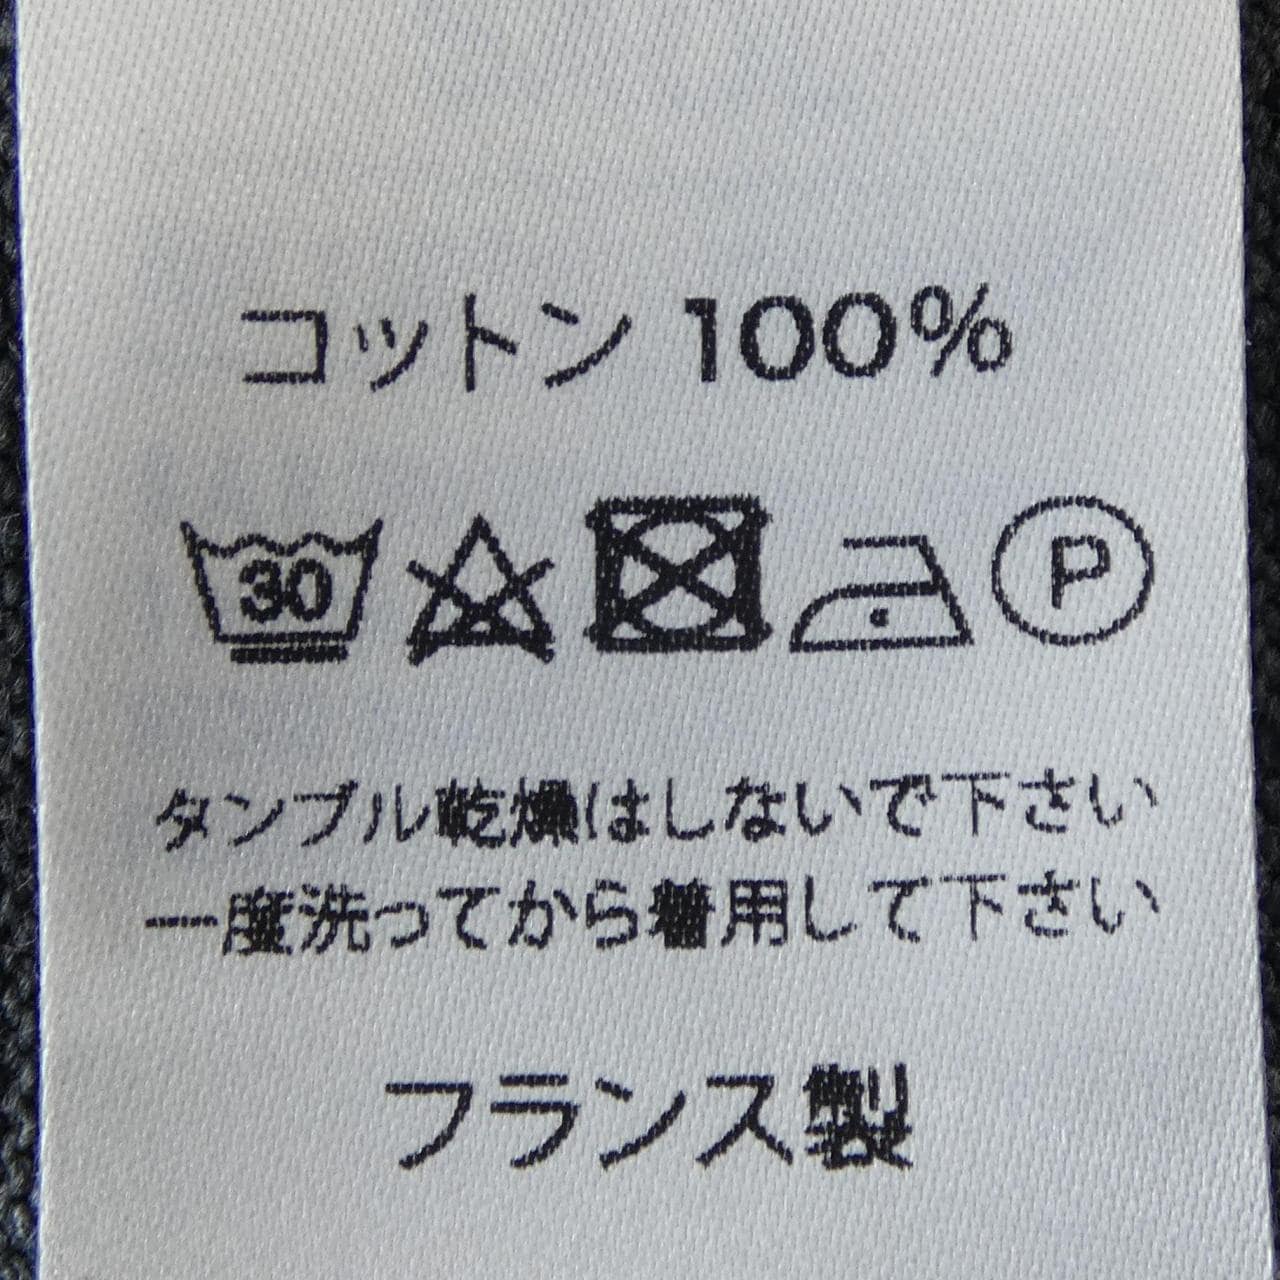 コットン 100%
30 P
タンブル乾燥はしないで下さい
一度洗ってから着用して下さい
フランス製